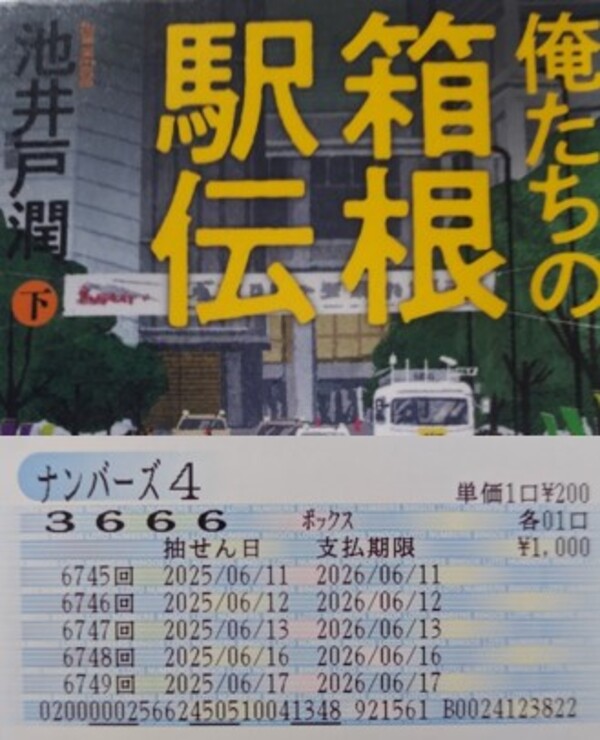 俺たちの
箱根
駅伝
池井戸潤
下
ナンバーズ4
単価1口¥200
3666 ボックス 各01口
抽せん日 支払期限 ¥1,000
6745回 2025/06/11 2026/06/11
6746回 2025/06/12 2026/06/12
6747回 2025/06/13 2026/06/13
6748回 2025/06/16 2026/06/16
6749回 2025/06/17 2026/06/17
02000002566245051004​1348 921561 B0024123822